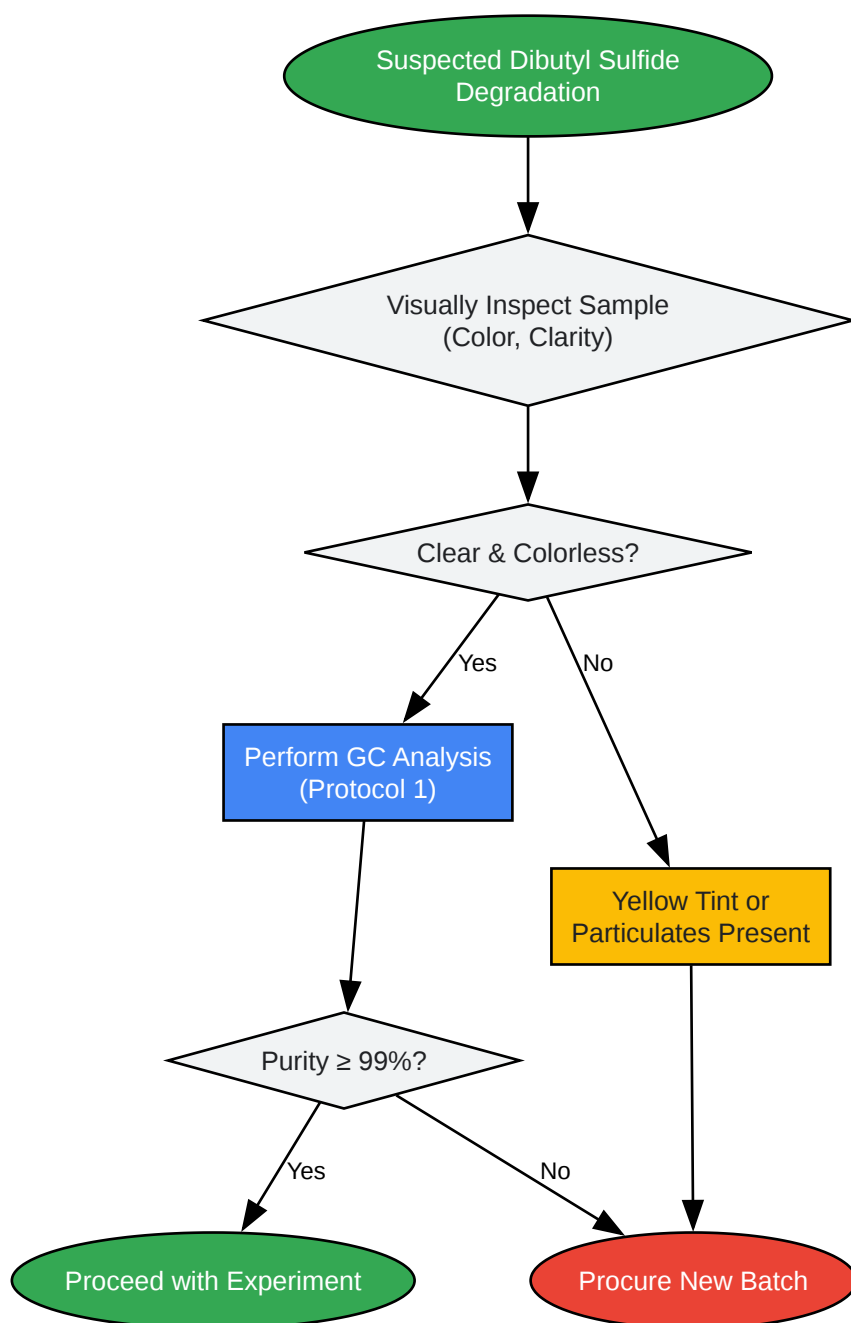 Suspected Dibutyl Sulfide
Degradation
Visually Inspect Sample
(Color, Clarity)
Clear & Colorless?
Yes
No
Perform GC Analysis
(Protocol 1)
Yellow Tint or
Particulates Present
Purity ≥ 99%?
Yes
No
Proceed with Experiment
Procure New Batch